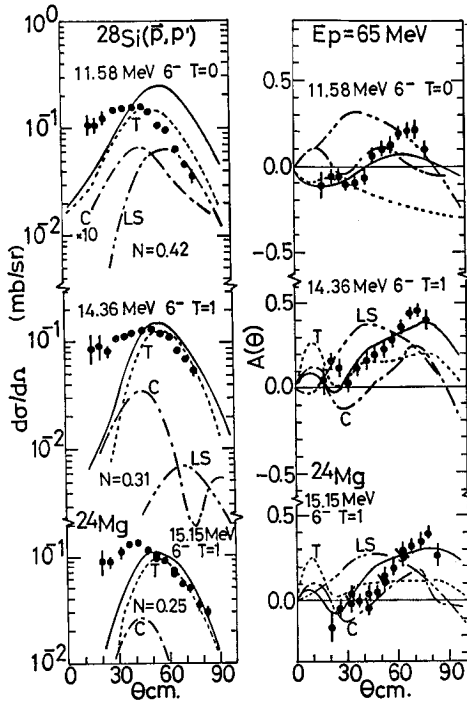 28Si(p⃗,p')
Ep=65 MeV
11.58 MeV 6⁻ T=0
11.58 MeV 6⁻ T=0
10⁰
10⁻¹
10⁻²
T
C
×10
LS
N=0.42
0.5
0.0
-0.5
14.36 MeV 6⁻ T=1
14.36 MeV 6⁻ T=1
10⁻¹
10⁻²
T
C
LS
N=0.31
0.5
0.0
-0.5
T
LS
C
24Mg
24Mg
15.15 MeV
6⁻ T=1
15.15 MeV
6⁻ T=1
10⁻¹
10⁻²
T
N=0.25
C
0.5
0.0
T
LS
C
0 30 60 90
0 30 60 90
θcm.
θcm.
dσ/dΩ (mb/sr)
A(θ)